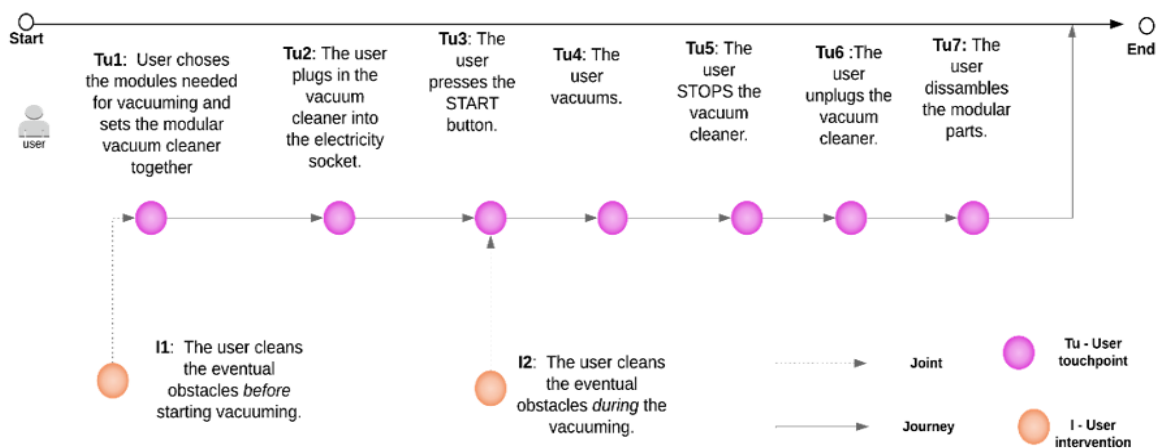 Start
End
Tu1: User choses
the modules needed
for vacuuming and
sets the modular
vacuum cleaner
together
Tu2: The user
plugs in the
vacuum
cleaner into
the electricity
socket.
Tu3: The
user
presses the
START
button.
Tu4:
The
user
vacuums.
Tu5:
The
user
STOPS the
vacuum
cleaner.
Tu6 :The
user
unplugs the
vacuum
cleaner.
Tu7: The
user
dissambles
the modular
parts.
user
I1: The user cleans
the eventual
obstacles before
starting vacuuming.
I2: The user cleans
the eventual
obstacles during the
vacuuming.
Joint
Tu - User
touchpoint
Journey
I - User
intervention